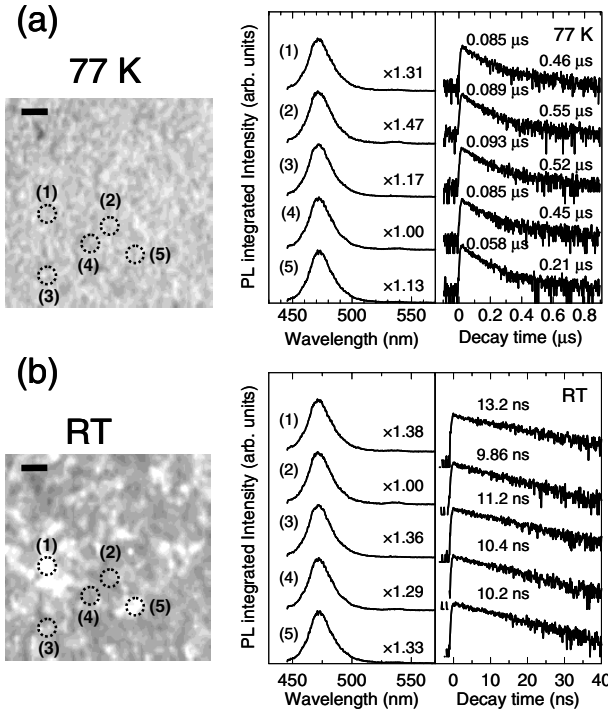 (a)
77 K
(1)
(2)
(4)
(5)
(3)
PL integrated Intensity (arb. units)
(1)
×1.31
(2)
×1.47
(3)
×1.17
(4)
×1.00
(5)
×1.13
430
450
500
550
Wavelength (nm)
77 K
0.085 μs
0.46 μs
0.089 μs
0.55 μs
0.093 μs
0.52 μs
0.085 μs
0.45 μs
0.058 μs
0.21 μs
0
0.2
0.4
0.6
0.8
Decay time (μs)
(b)
RT
(1)
(2)
(4)
(5)
(3)
PL integrated Intensity (arb. units)
(1)
×1.38
(2)
×1.00
(3)
×1.36
(4)
×1.29
(5)
×1.33
430
450
500
550
Wavelength (nm)
RT
13.2 ns
9.86 ns
11.2 ns
10.4 ns
10.2 ns
0
10
20
30
40
Decay time (ns)